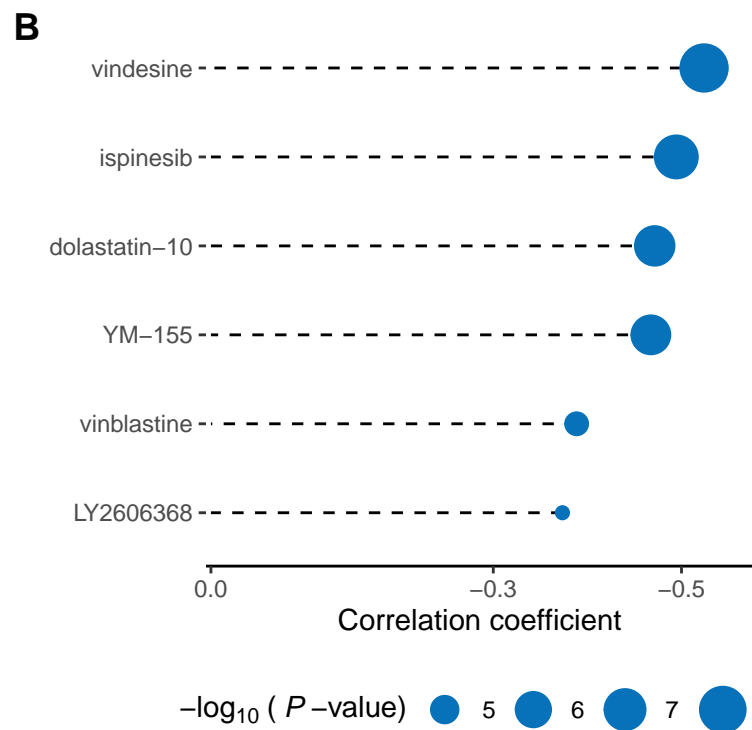 B
vindesine
ispinesib
dolastatin−10
YM−155
vinblastine
LY2606368
0.0 −0.3 −0.5
Correlation coefficient
−log10 ( P −value) 5 6 7